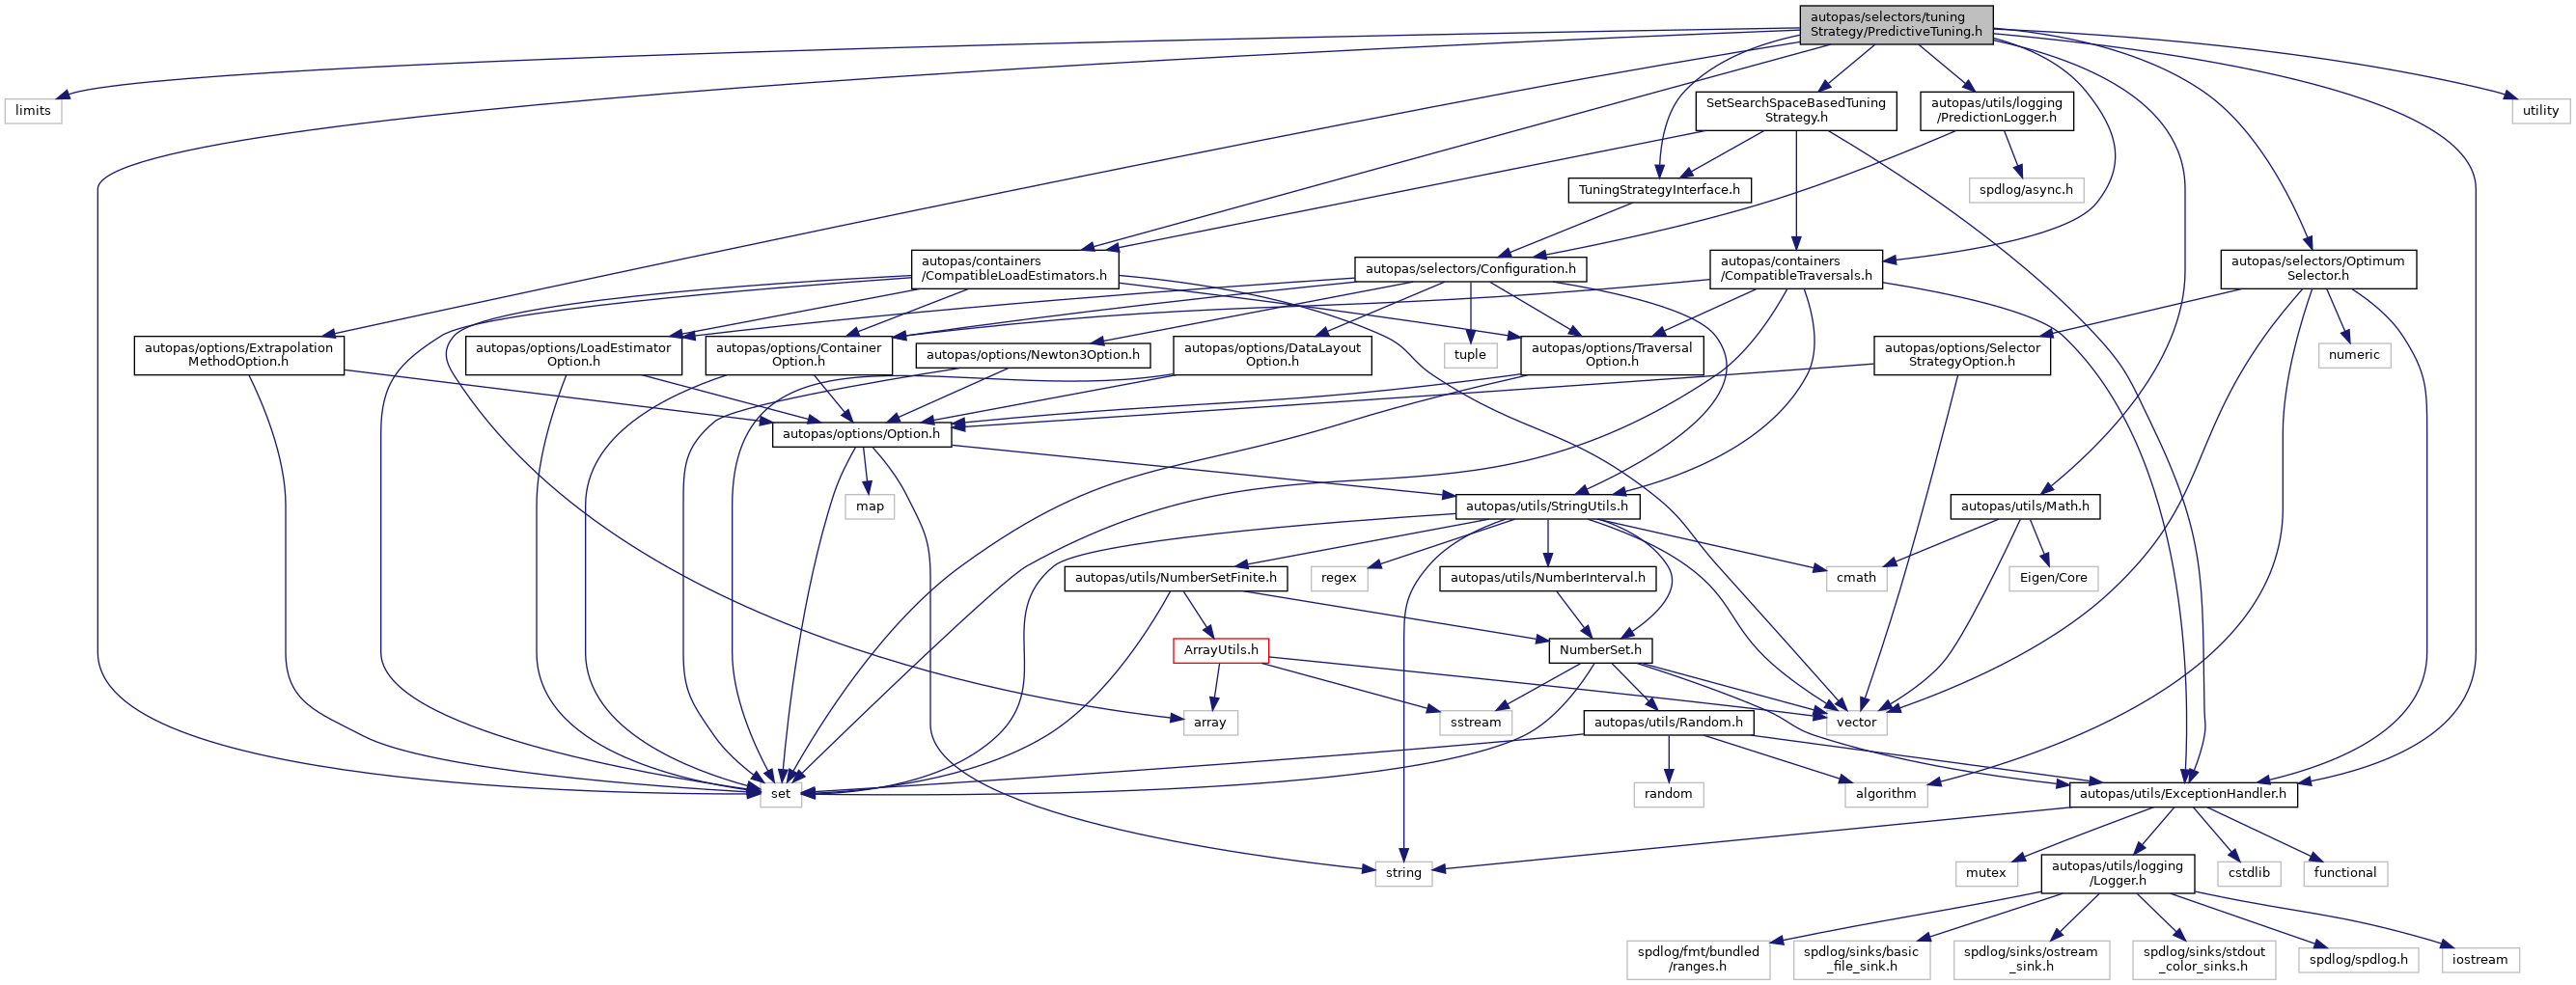 autopas/selectors/tuning
Strategy/PredictiveTuning.h
limits
SetSearchSpaceBasedTuning
Strategy.h
autopas/utils/logging
/PredictionLogger.h
utility
TuningStrategyInterface.h
spdlog/async.h
autopas/containers
/CompatibleLoadEstimators.h
autopas/selectors/Configuration.h
autopas/containers
/CompatibleTraversals.h
autopas/selectors/Optimum
Selector.h
autopas/options/Extrapolation
MethodOption.h
autopas/options/LoadEstimator
Option.h
autopas/options/Container
Option.h
autopas/options/Newton3Option.h
autopas/options/DataLayout
Option.h
tuple
autopas/options/Traversal
Option.h
autopas/options/Selector
StrategyOption.h
numeric
autopas/options/Option.h
map
autopas/utils/StringUtils.h
autopas/utils/Math.h
autopas/utils/NumberSetFinite.h
regex
autopas/utils/NumberInterval.h
cmath
Eigen/Core
ArrayUtils.h
NumberSet.h
array
sstream
autopas/utils/Random.h
vector
set
random
algorithm
autopas/utils/ExceptionHandler.h
string
mutex
autopas/utils/logging
/Logger.h
cstdlib
functional
spdlog/fmt/bundled
/ranges.h
spdlog/sinks/basic
_file_sink.h
spdlog/sinks/ostream
_sink.h
spdlog/sinks/stdout
_color_sinks.h
spdlog/spdlog.h
iostream